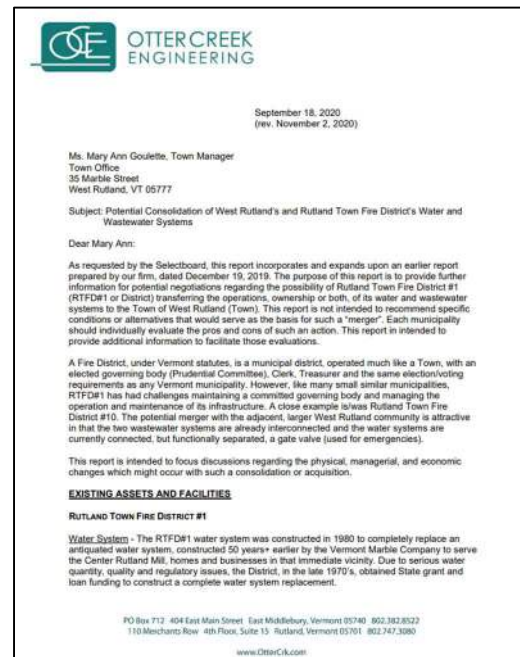 OCE
OTTER CREEK
ENGINEERING
September 18, 2020
(rev. November 2, 2020)
Ms. Mary Ann Goulette, Town Manager
Town Office
35 Marble Street
West Rutland, VT 05777
Subject: Potential Consolidation of West Rutland's and Rutland Town Fire District's Water and
Wastewater Systems
Dear Mary Ann:
As requested by the Selectboard, this report incorporates and expands upon an earlier report
prepared by our firm, dated December 19, 2019. The purpose of this report is to provide further
information for potential negotiations regarding the possibility of Rutland Town Fire District #1
(RTFD#1 or District) transferring the operations, ownership or both, of its water and wastewater
systems to the Town of West Rutland (Town). This report is not intended to recommend specific
conditions or alternatives that would serve as the basis for such a "merger". Each municipality
should individually evaluate the pros and cons of such an action. This report in intended to
provide additional information to facilitate those evaluations.
A Fire District, under Vermont statutes, is a municipal district, operated much like a Town, with an
elected governing body (Prudential Committee), Clerk, Treasurer and the same election/voting
requirements as any Vermont municipality. However, like many small similar municipalities,
RTFD#1 has had challenges maintaining a committed governing body and managing the
operation and maintenance of its infrastructure. A close example is/was Rutland Town Fire
District #10. The potential merger with the adjacent, larger West Rutland community is attractive
in that the two wastewater systems are already interconnected and the water systems are
currently connected, but functionally separated, a gate valve (used for emergencies).
This report is intended to focus discussions regarding the physical, managerial, and economic
changes which might occur with such a consolidation or acquisition.
EXISTING ASSETS AND FACILITIES
RUTLAND TOWN FIRE DISTRICT #1
Water System - The RTFD#1 water system was constructed in 1980 to completely replace an
antiquated water system, constructed 50 years+ earlier by the Vermont Marble Company to serve
the Center Rutland Mill, homes and businesses in that immediate vicinity. Due to serious water
quantity, quality and regulatory issues, the District, in the late 1970's, obtained State grant and
loan funding to construct a complete water system replacement.
PO Box 712 404 East Main Street East Middlebury, Vermont 05740 802.382.8522
110 Merchants Row 4th Floor, Suite 15 Rutland, Vermont 05701 802.747.3080
www.OtterCrk.com